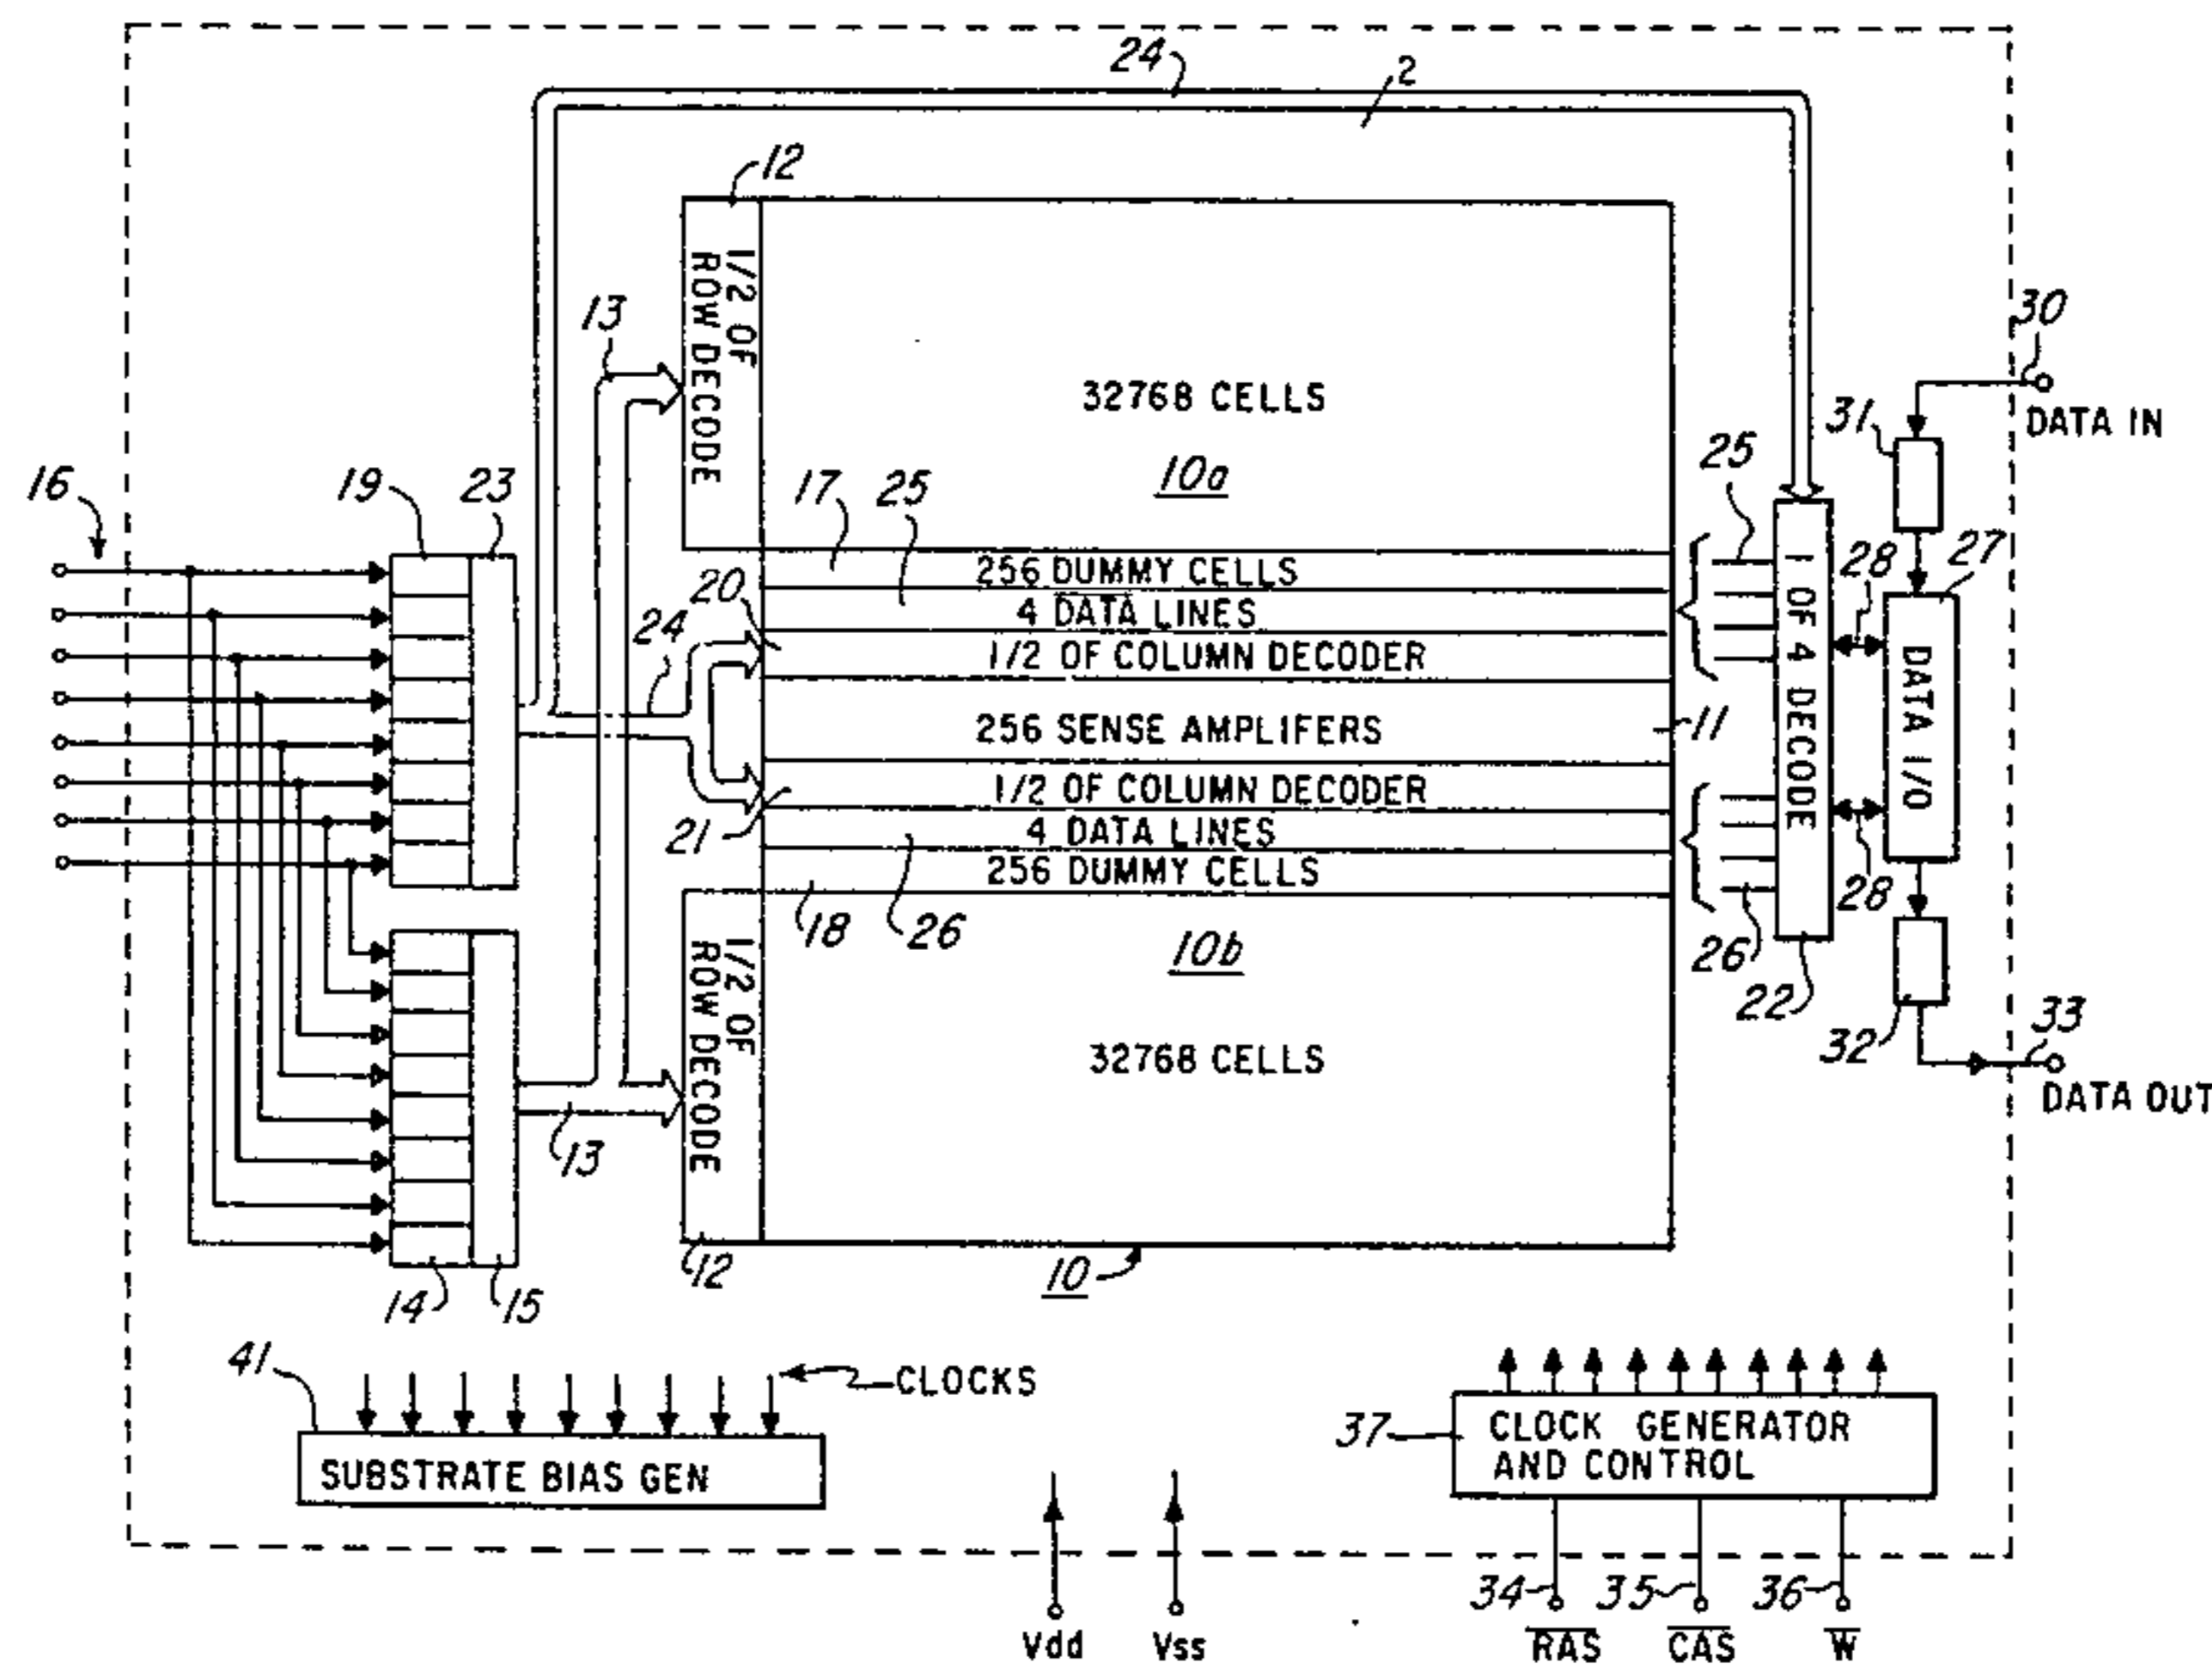 24
2
12
1/2 OF
ROW DECODE
13
30
DATA IN
32768 CELLS
10a
31
16
19
23
17
25
25
28
27
256 DUMMY CELLS
20
4 D̅A̅T̅A̅ LINES
24
1/2 OF COLUMN DECODER
1 OF 4 DECODE
DATA I/O
256 SENSE AMPLIFERS
11
1/2 OF COLUMN DECODER
21
4 DATA LINES
256 DUMMY CELLS
28
18
26
10b
26
22
1/2 OF
ROW DECODE
32
33
DATA OUT
32768 CELLS
13
12
10
14
15
41
CLOCKS
SUBSTRATE BIAS GEN
37
CLOCK GENERATOR
AND CONTROL
34
35
36
Vdd
Vss
R̅A̅S̅
C̅A̅S̅
W̅